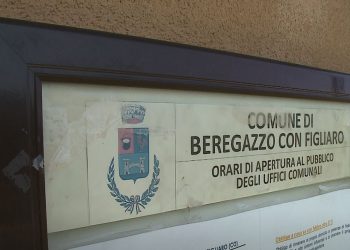 COMUNE DI
BEREGAZZO CON FIGLIARO
ORARI DI APERTURA AL PUBBLICO
DEGLI UFFICI COMUNALI